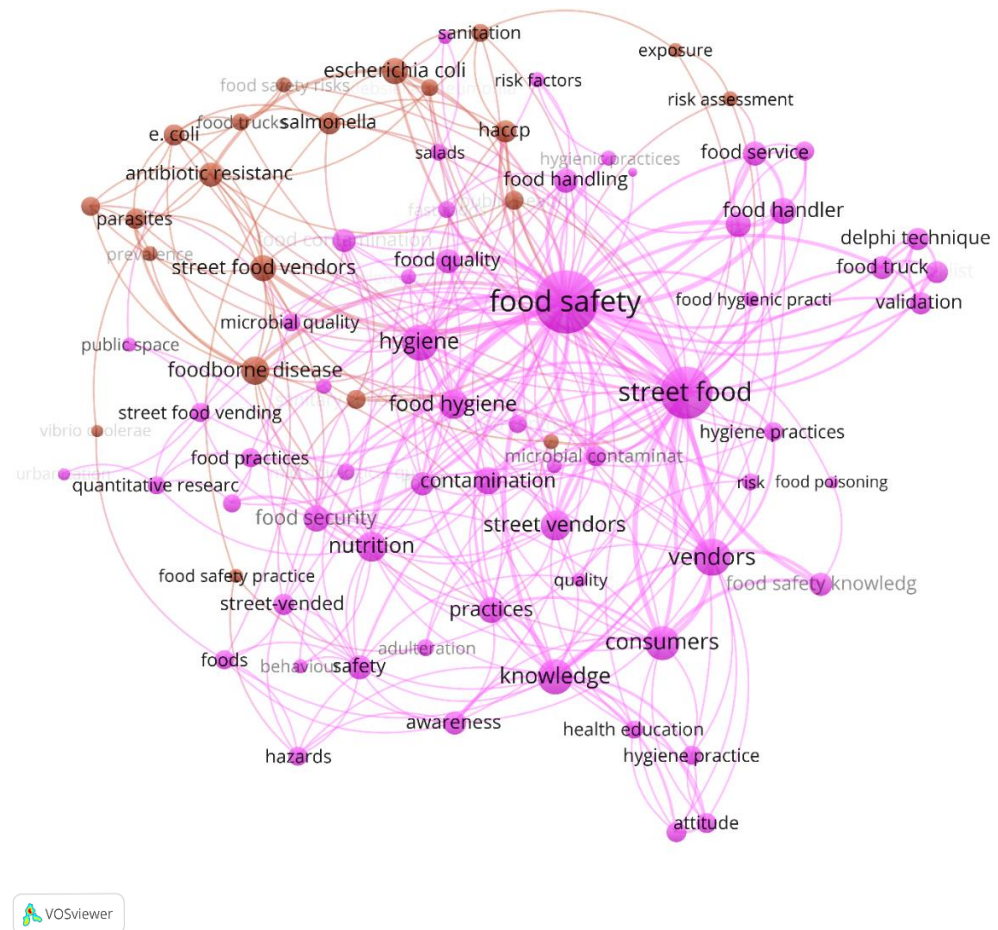 sanitation
exposure
escherichia coli
risk factors
food safety risks
risk assessment
food trucks
salmonella
e. coli
haccp
salads
hygienic practices
food service
antibiotic resistanc
food handling
parasites
food handler
food contamination
delphi technique
prevalence
food quality
street food vendors
food truck
food safety
food hygienic practi
validation
microbial quality
hygiene
public space
foodborne disease
street food
food hygiene
street food vending
hygiene practices
vibrio cholerae
microbial contaminat
food practices
quantitative researc
contamination
risk
food poisoning
food security
street vendors
nutrition
vendors
food safety practice
quality
food safety knowledg
street-vended
practices
adulteration
consumers
foods
behaviour
safety
knowledge
awareness
health education
hazards
hygiene practice
attitude
VOSviewer